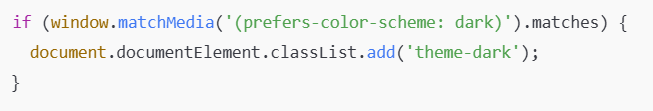 if (window.matchMedia('(prefers-color-scheme: dark)').matches) {
  document.documentElement.classList.add('theme-dark');
}